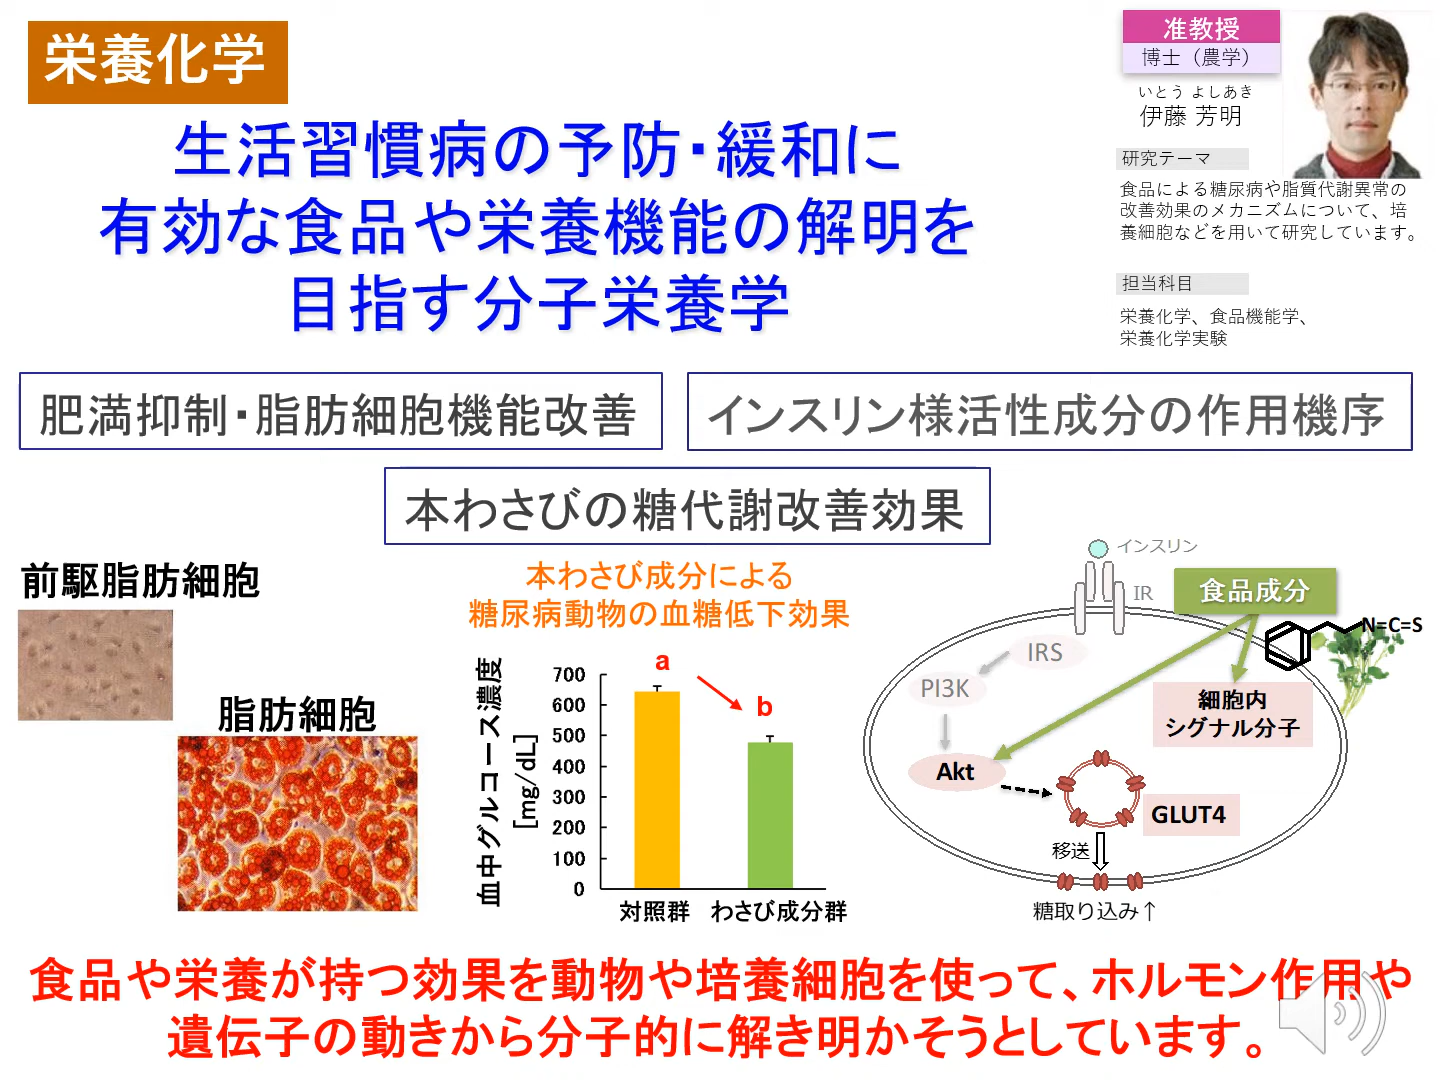 栄養化学
生活習慣病の予防・緩和に
有効な食品や栄養機能の解明を
目指す分子栄養学
准教授
博士（農学）
いとう よしあき
伊藤 芳明
研究テーマ
食品による糖尿病や脂質代謝異常の
改善効果のメカニズムについて、培
養細胞などを用いて研究しています。
担当科目
栄養化学、食品機能学、
栄養化学実験
肥満抑制・脂肪細胞機能改善
インスリン様活性成分の作用機序
本わさびの糖代謝改善効果
前駆脂肪細胞
脂肪細胞
本わさび成分による
糖尿病動物の血糖低下効果
血中グルコース濃度
[mg/dL]
700
600
500
400
300
200
100
0
a
b
対照群 わさび成分群
インスリン
IR
食品成分
N=C=S
IRS
PI3K
細胞内
シグナル分子
Akt
GLUT4
移送
糖取り込み↑
食品や栄養が持つ効果を動物や培養細胞を使って、ホルモン作用や
遺伝子の動きから分子的に解き明かそうとしています。